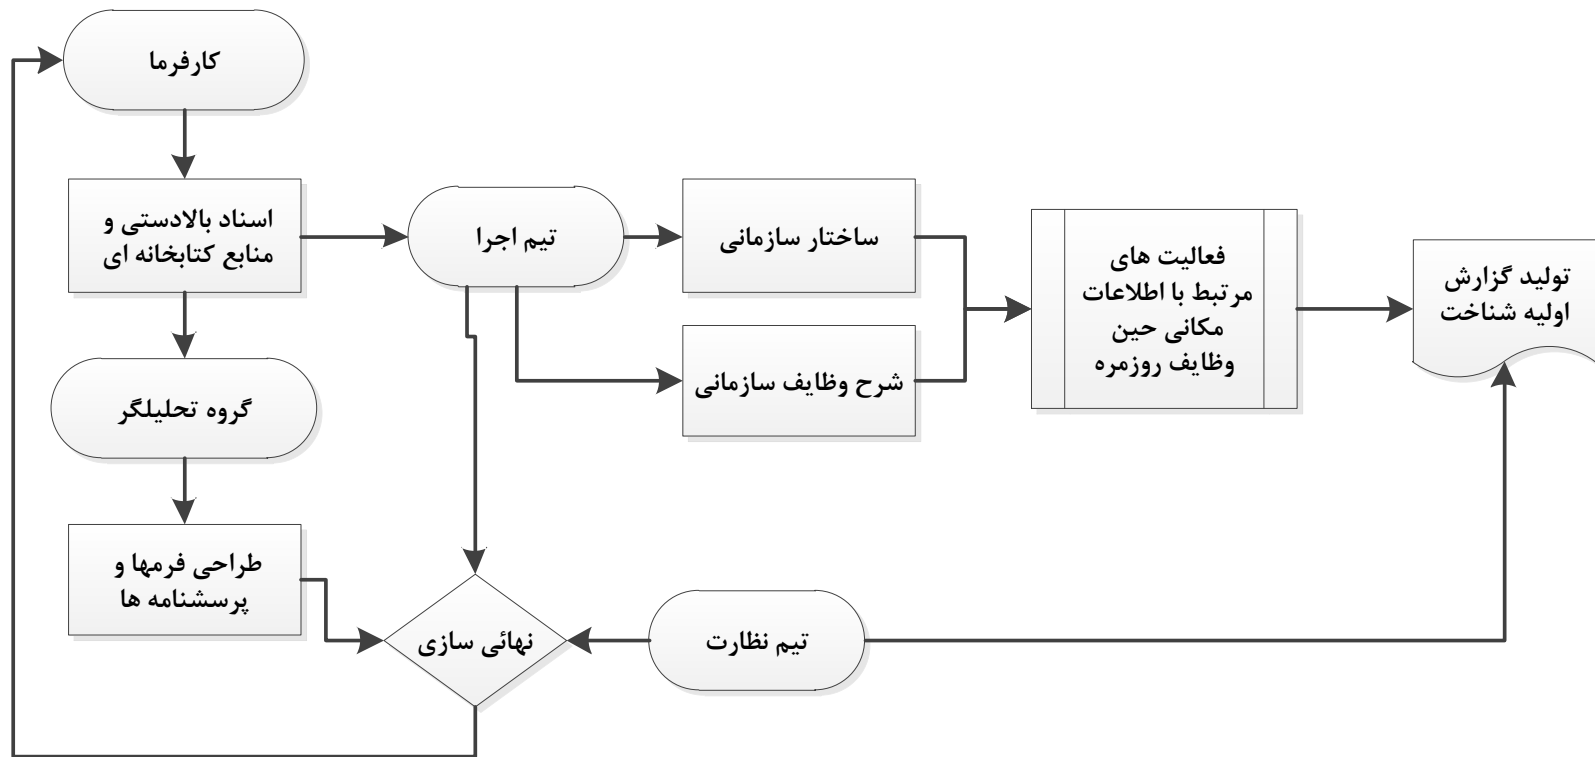 کارفرما
اسناد بالادستی و
منابع کتابخانه ای
تیم اجرا
ساختار سازمانی
شرح وظایف سازمانی
فعالیت های
مرتبط با اطلاعات
مکانی حین
وظایف روزمره
تولید گزارش
اولیه شناخت
گروه تحلیلگر
طراحی فرمها و
پرسشنامه ها
نهائی سازی
تیم نظارت